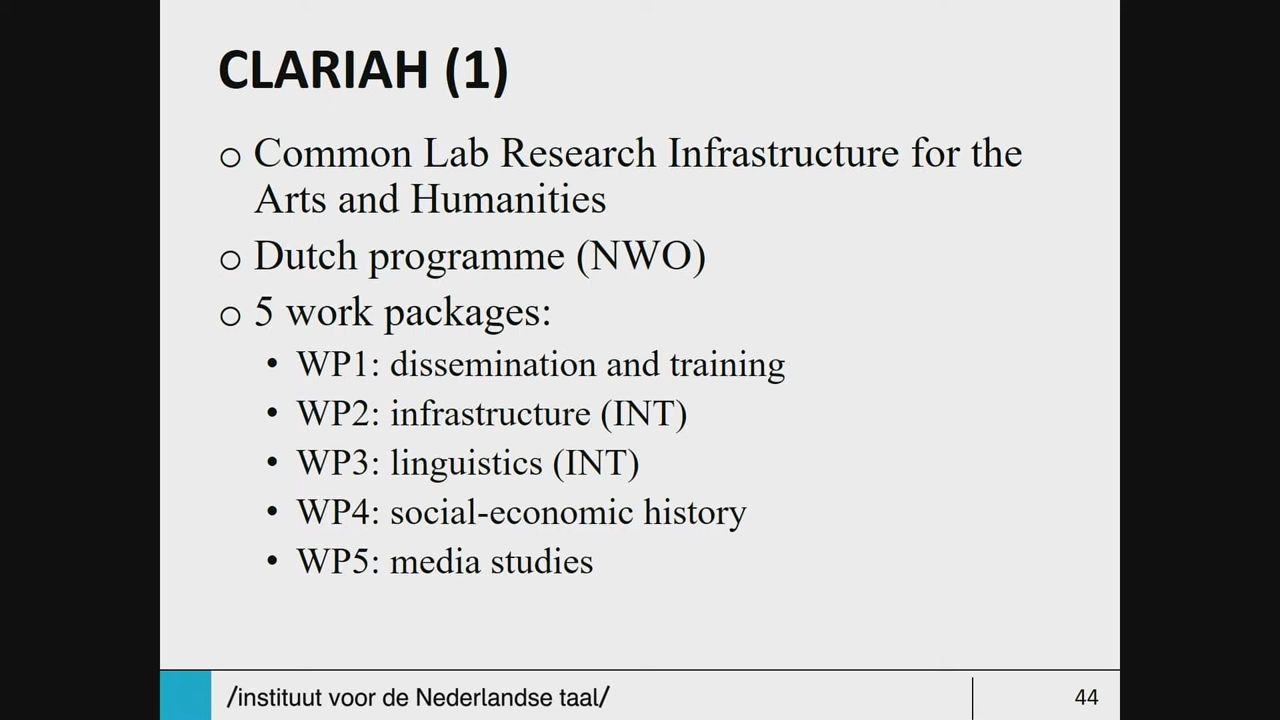 CLARIAH (1)
o Common Lab Research Infrastructure for the
Arts and Humanities
o Dutch programme (NWO)
o 5 work packages:
• WP1: dissemination and training
• WP2: infrastructure (INT)
• WP3: linguistics (INT)
• WP4: social-economic history
• WP5: media studies
/instituut voor de Nederlandse taal/
44